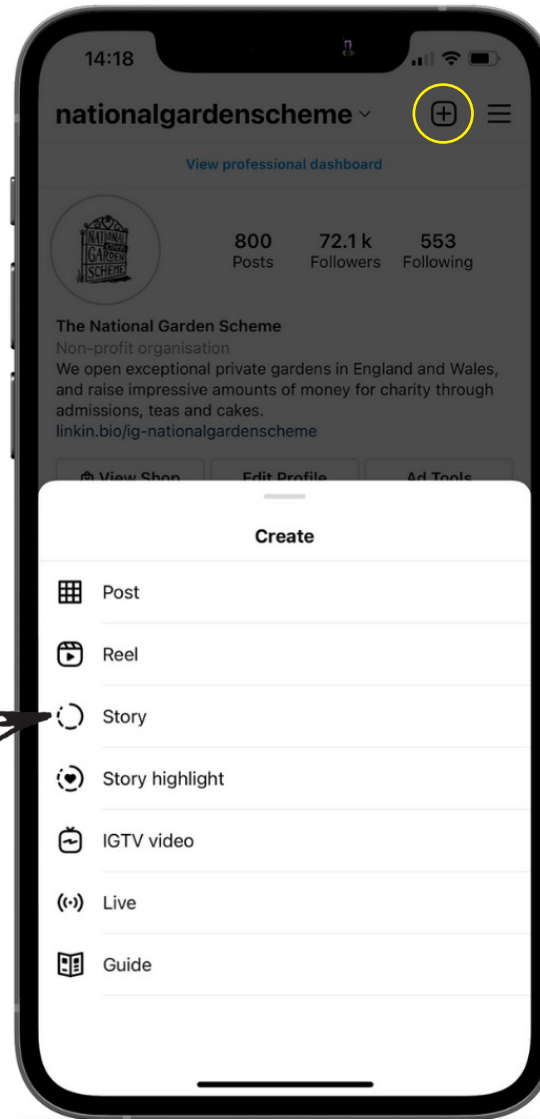 14:18
nationalgardenscheme
View professional dashboard
NATIONAL
GARDEN
SCHEME
800 72.1 k 553
Posts Followers Following
The National Garden Scheme
Non-profit organisation
We open exceptional private gardens in England and Wales,
and raise impressive amounts of money for charity through
admissions, teas and cakes.
linkin.bio/ig-nationalgardenscheme
View Shop Edit Profile Ad Tools
Create
Post
Reel
Story
Story highlight
IGTV video
Live
Guide